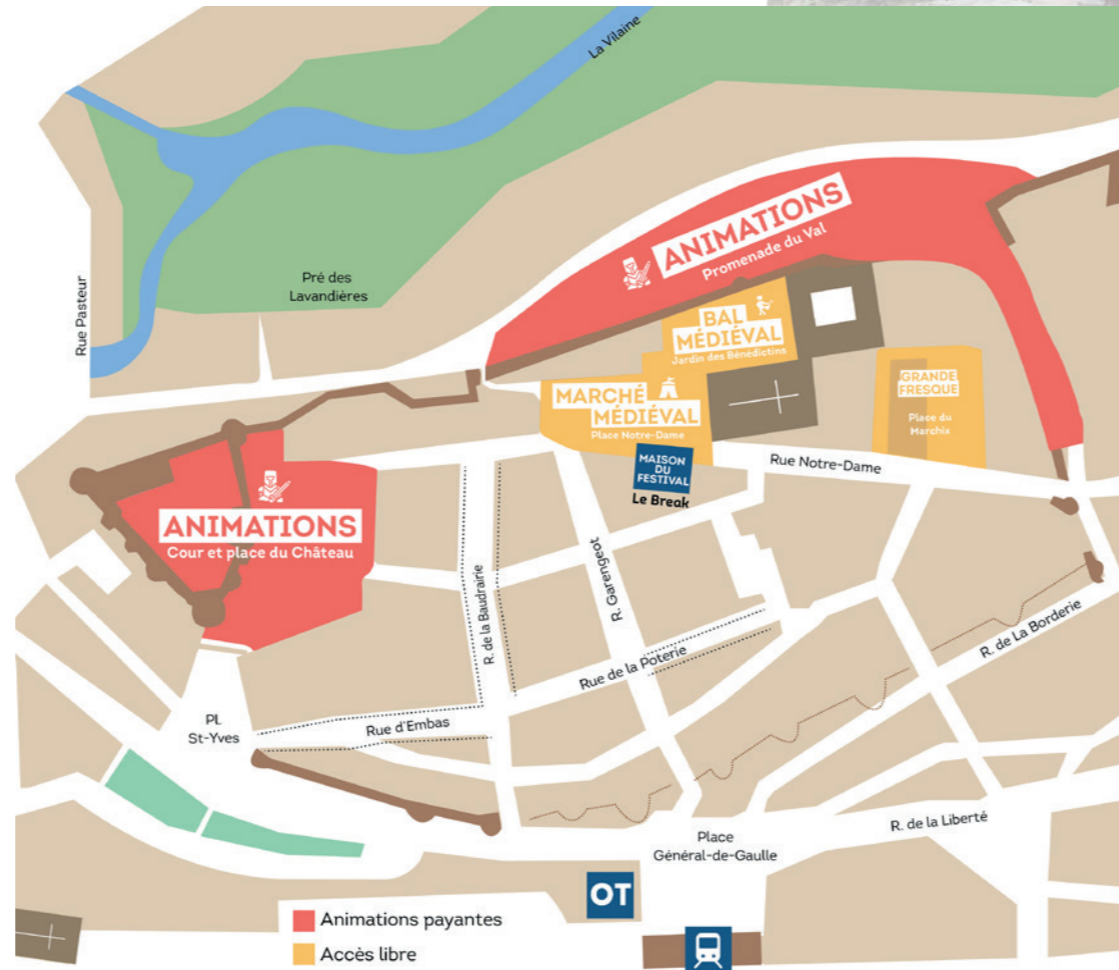 La Vilaine
ANIMATIONS
Promenade du Val
Pré des
Lavandières
Rue Pasteur
BAL
MÉDIÉVAL
Jardin des Bénédictins
MARCHÉ
MÉDIÉVAL
Place Notre-Dame
GRANDE
FRESQUE
Place du
Marchix
MAISON
DU
FESTIVAL
Le Break
Rue Notre-Dame
ANIMATIONS
Cour et place du Château
R. de la Baudrairie
R. Garengeot
Rue de la Poterie
R. de La Borderie
Pl.
St-Yves
Rue d'Embas
Place
Général-de-Gaulle
R. de la Liberté
OT
Animations payantes
Accès libre